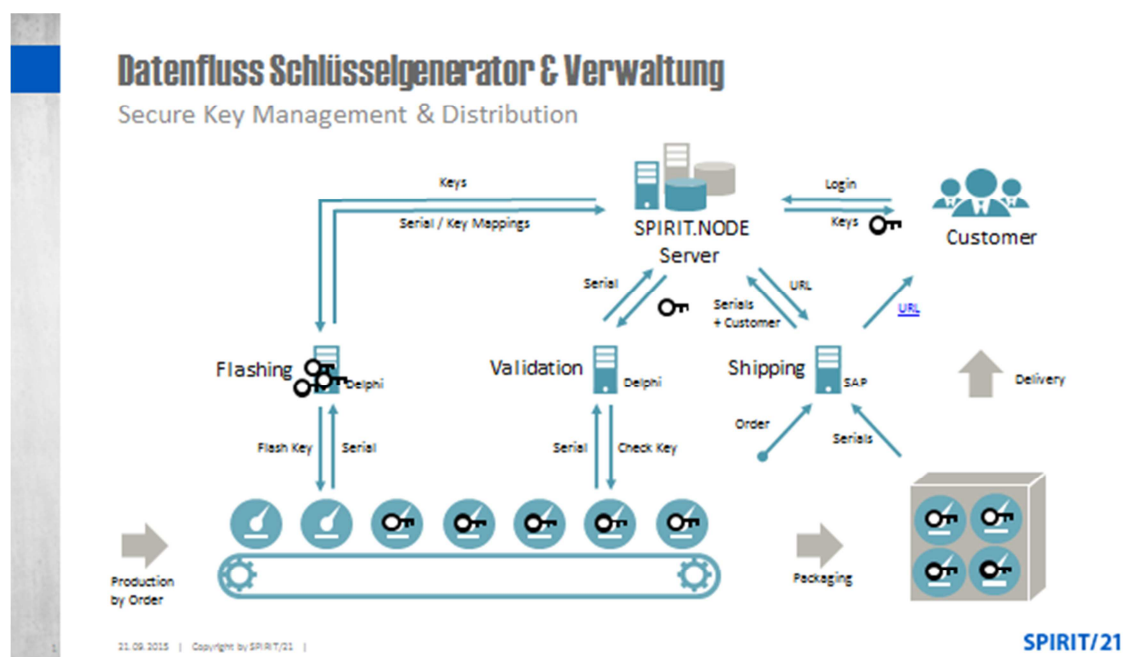 Datenfluss Schlüsselgenerator & Verwaltung
Secure Key Management & Distribution
Keys
Serial / Key Mappings
SPIRIT.NODE
Server
Login
Keys
Customer
Serial
URL
Serials
+ Customer
URL
Flashing
Delphi
Validation
Delphi
Shipping
SAP
Delivery
Order
Serials
Flash Key
Serial
Serial
Check Key
Production
by Order
Packaging
1
21.09.2015 | Copyright by SPIRIT/21 |
SPIRIT/21